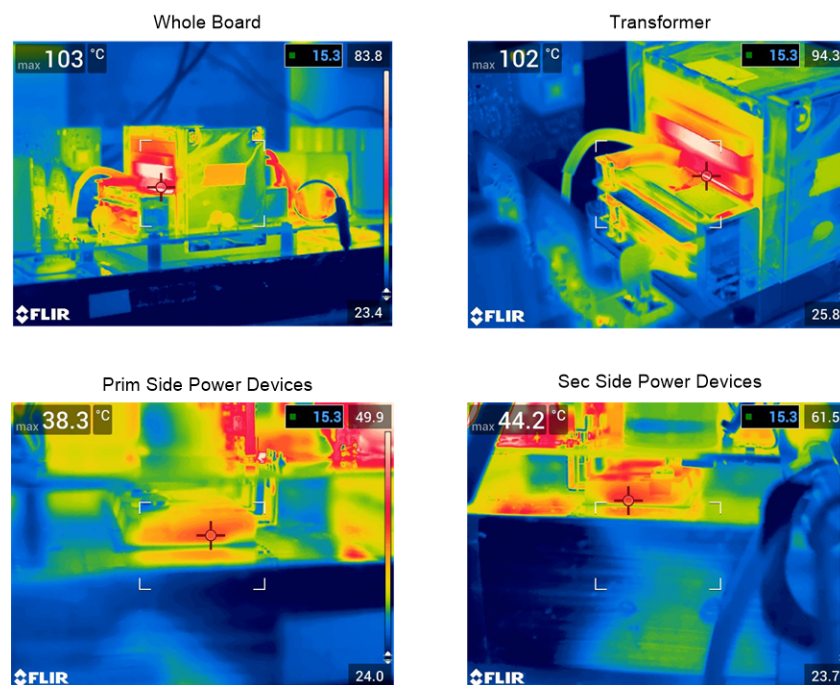 Whole Board
Transformer
max 103 °C
15.3
83.8
23.4
FLIR
max 102 °C
15.3
94.3
25.8
FLIR
Prim Side Power Devices
Sec Side Power Devices
max 38.3 °C
15.3
49.9
24.0
FLIR
max 44.2 °C
15.3
61.5
23.7
FLIR